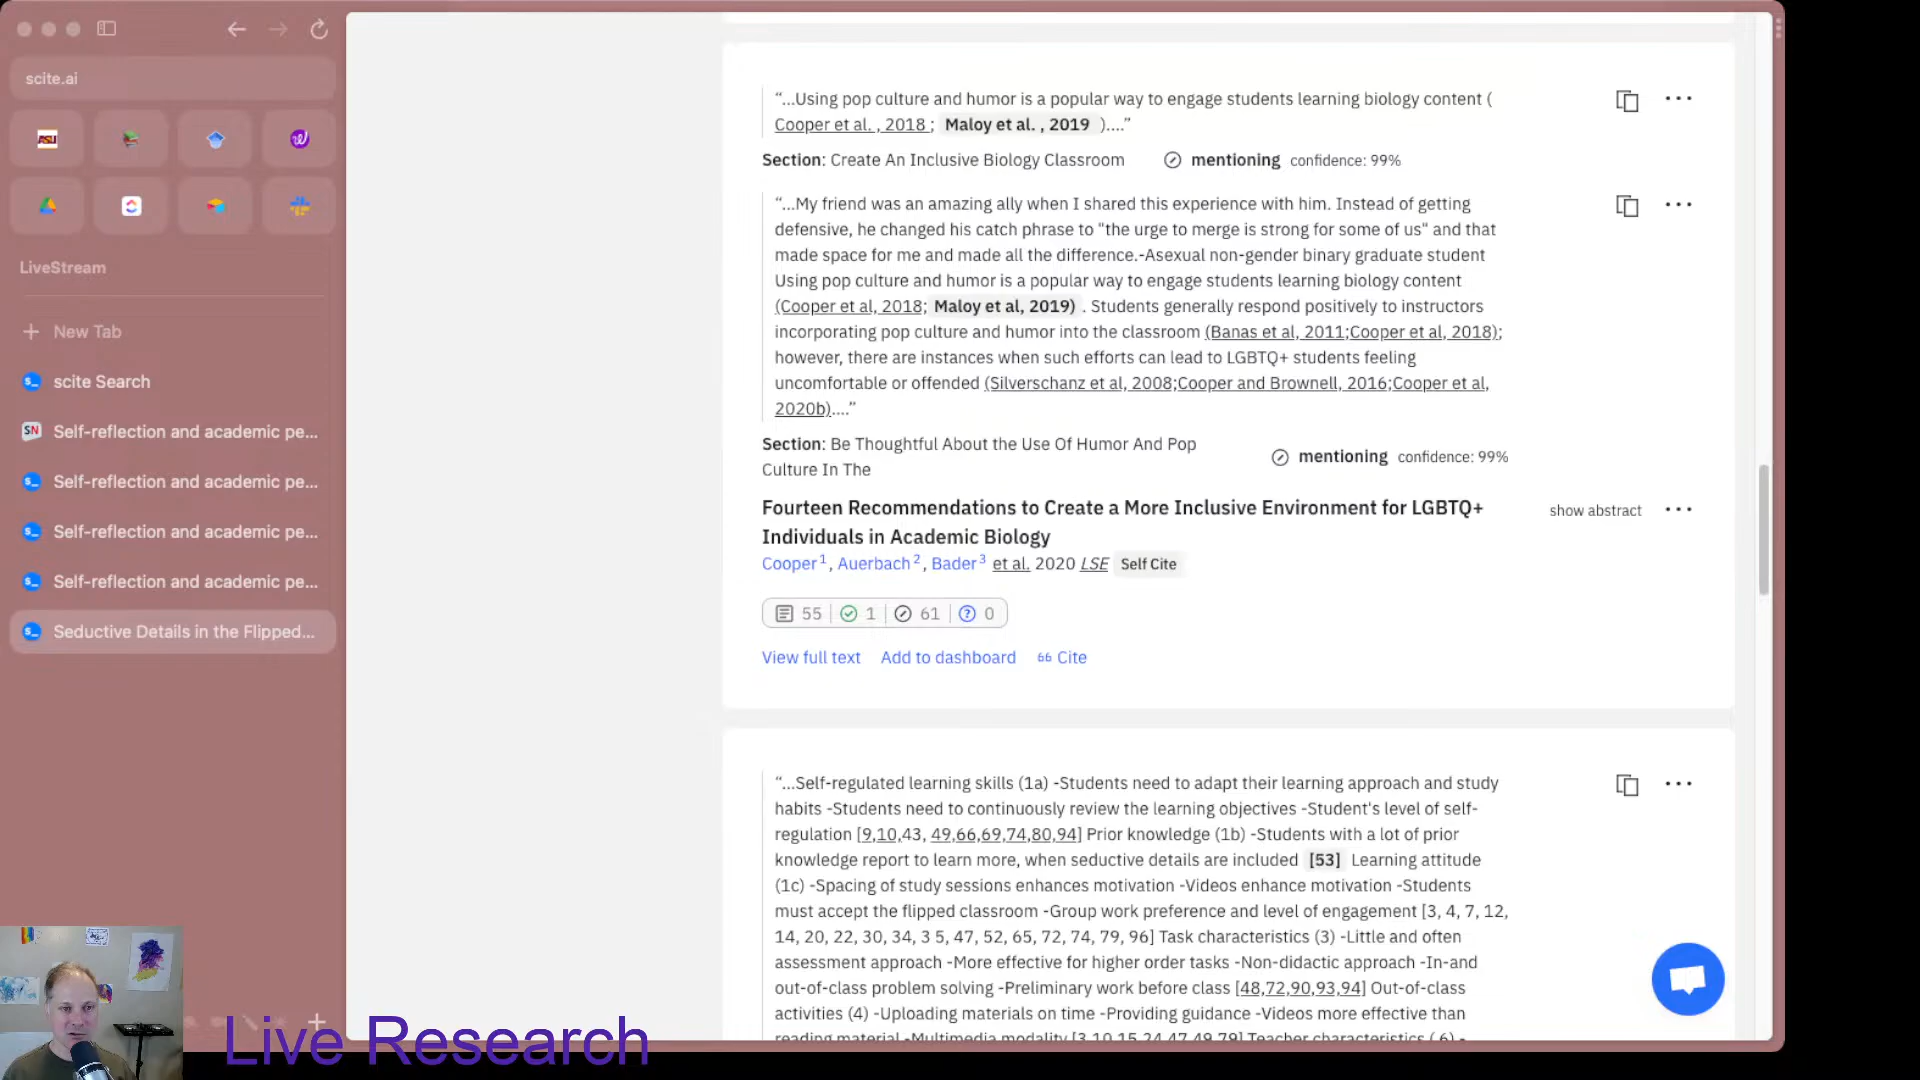 scite.ai
ASU
LiveStream
New Tab
scite Search
SN Self-reflection and academic pe...
Self-reflection and academic pe...
Self-reflection and academic pe...
Self-reflection and academic pe...
Seductive Details in the Flipped...
“...Using pop culture and humor is a popular way to engage students learning biology content (
Cooper et al. , 2018 ; Maloy et al. , 2019 )....”
Section: Create An Inclusive Biology Classroom mentioning confidence: 99%
“...My friend was an amazing ally when I shared this experience with him. Instead of getting
defensive, he changed his catch phrase to "the urge to merge is strong for some of us" and that
made space for me and made all the difference.-Asexual non-gender binary graduate student
Using pop culture and humor is a popular way to engage students learning biology content
(Cooper et al, 2018; Maloy et al, 2019) . Students generally respond positively to instructors
incorporating pop culture and humor into the classroom (Banas et al, 2011;Cooper et al, 2018);
however, there are instances when such efforts can lead to LGBTQ+ students feeling
uncomfortable or offended (Silverschanz et al, 2008;Cooper and Brownell, 2016;Cooper et al,
2020b)....”
Section: Be Thoughtful About the Use Of Humor And Pop
Culture In The
mentioning confidence: 99%
Fourteen Recommendations to Create a More Inclusive Environment for LGBTQ+
Individuals in Academic Biology
show abstract
Cooper 1, Auerbach 2, Bader 3 et al. 2020 LSE Self Cite
55 1 61 0
View full text Add to dashboard Cite
“...Self-regulated learning skills (1a) -Students need to adapt their learning approach and study
habits -Students need to continuously review the learning objectives -Student's level of self-
regulation [9,10,43, 49,66,69,74,80,94] Prior knowledge (1b) -Students with a lot of prior
knowledge report to learn more, when seductive details are included [53] Learning attitude
(1c) -Spacing of study sessions enhances motivation -Videos enhance motivation -Students
must accept the flipped classroom -Group work preference and level of engagement [3, 4, 7, 12,
14, 20, 22, 30, 34, 3 5, 47, 52, 65, 72, 74, 79, 96] Task characteristics (3) -Little and often
assessment approach -More effective for higher order tasks -Non-didactic approach -In-and
out-of-class problem solving -Preliminary work before class [48,72,90,93,94] Out-of-class
activities (4) -Uploading materials on time -Providing guidance -Videos more effective than
reading material -Multimedia modality [3,10,15,24,47,49,79] Teacher characteristics ( 6) -
Live Research